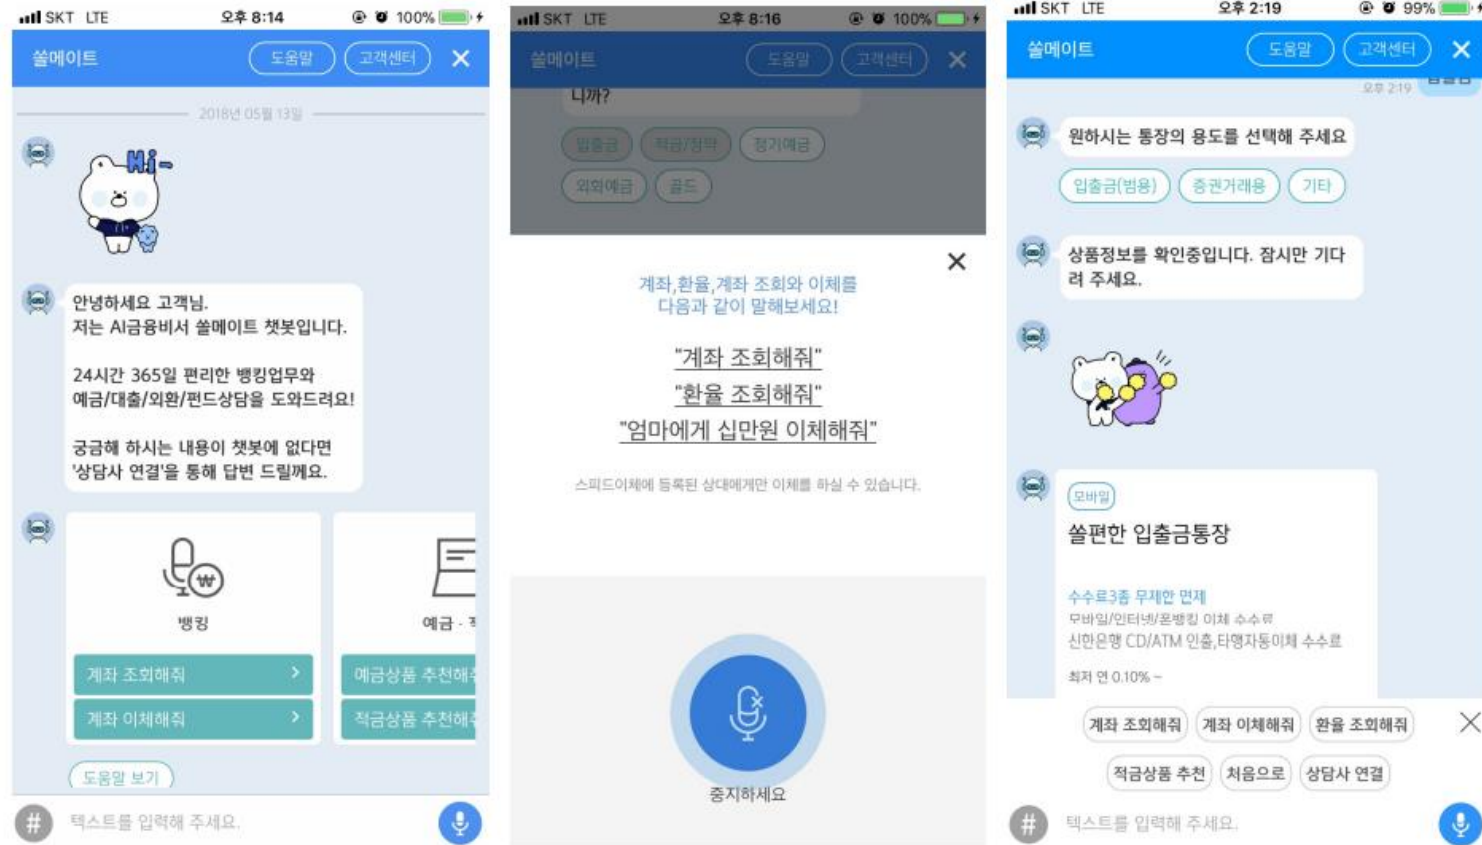 SKT LTE 오후 8:14 100%
쏠메이트 도움말 고객센터
2018년 05월 13일
Hi~
안녕하세요 고객님.
저는 AI금융비서 쏠메이트 챗봇입니다.
24시간 365일 편리한 뱅킹업무와
예금/대출/외환/펀드상담을 도와드려요!
궁금해 하시는 내용이 챗봇에 없다면
'상담사 연결'을 통해 답변 드릴께요.
뱅킹
계좌 조회해줘
계좌 이체해줘
예금 ·
예금상품 추천해
적금상품 추천해
도움말 보기
# 텍스트를 입력해 주세요.
SKT LTE 오후 8:16 100%
쏠메이트 도움말 고객센터
니까?
입출금 적금/청약 정기예금
외화예금 골드
계좌,환율,계좌 조회와 이체를
다음과 같이 말해보세요!
"계좌 조회해줘"
"환율 조회해줘"
"엄마에게 십만원 이체해줘"
스피드이체에 등록된 상대에게만 이체를 하실 수 있습니다.
중지하세요
SKT LTE 오후 2:19 99%
쏠메이트 도움말 고객센터
오후 2:19
원하시는 통장의 용도를 선택해 주세요
입출금(범용) 증권거래용 기타
상품정보를 확인중입니다. 잠시만 기다
려 주세요.
모바일
쏠편한 입출금통장
수수료3종 무제한 면제
모바일/인터넷/폰뱅킹 이체 수수료
신한은행 CD/ATM 인출,타행자동이체 수수료
최저 연 0.10% ~
계좌 조회해줘 계좌 이체해줘 환율 조회해줘
적금상품 추천 처음으로 상담사 연결
# 텍스트를 입력해 주세요.